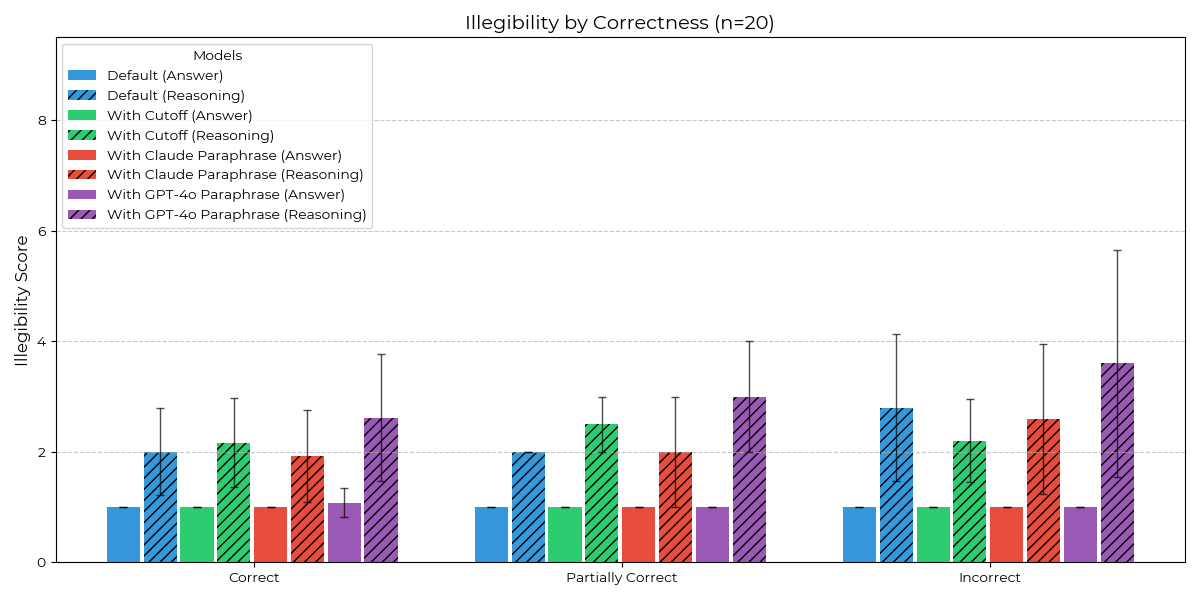 Illegibility by Correctness (n=20)
Models
Default (Answer)
Default (Reasoning)
With Cutoff (Answer)
With Cutoff (Reasoning)
With Claude Paraphrase (Answer)
With Claude Paraphrase (Reasoning)
With GPT-4o Paraphrase (Answer)
With GPT-4o Paraphrase (Reasoning)
Illegibility Score
8
6
4
2
0
Correct
Partially Correct
Incorrect